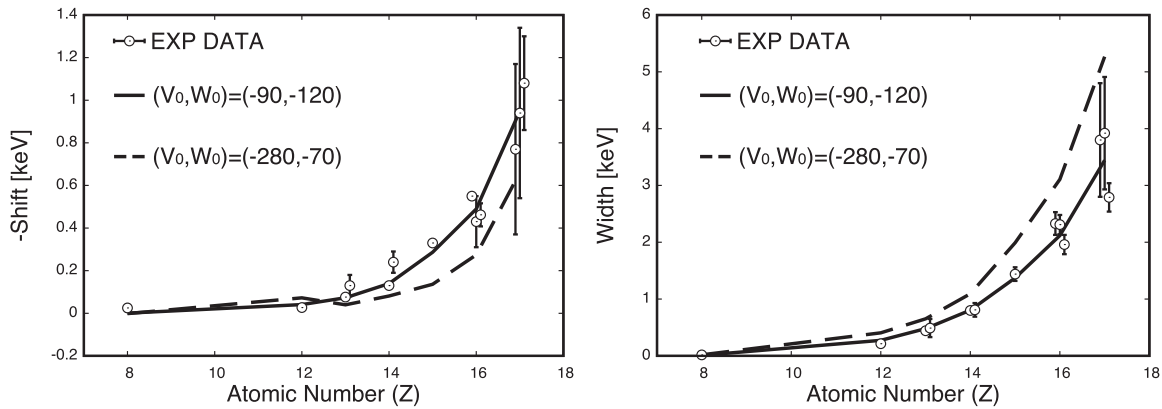 1.4
1.2
1
0.8
0.6
0.4
0.2
0
-0.2
-Shift [keV]
EXP DATA
(V₀,W₀)=(-90,-120)
(V₀,W₀)=(-280,-70)
8 10 12 14 16 18
Atomic Number (Z)
6
5
4
3
2
1
0
Width [keV]
EXP DATA
(V₀,W₀)=(-90,-120)
(V₀,W₀)=(-280,-70)
8 10 12 14 16 18
Atomic Number (Z)